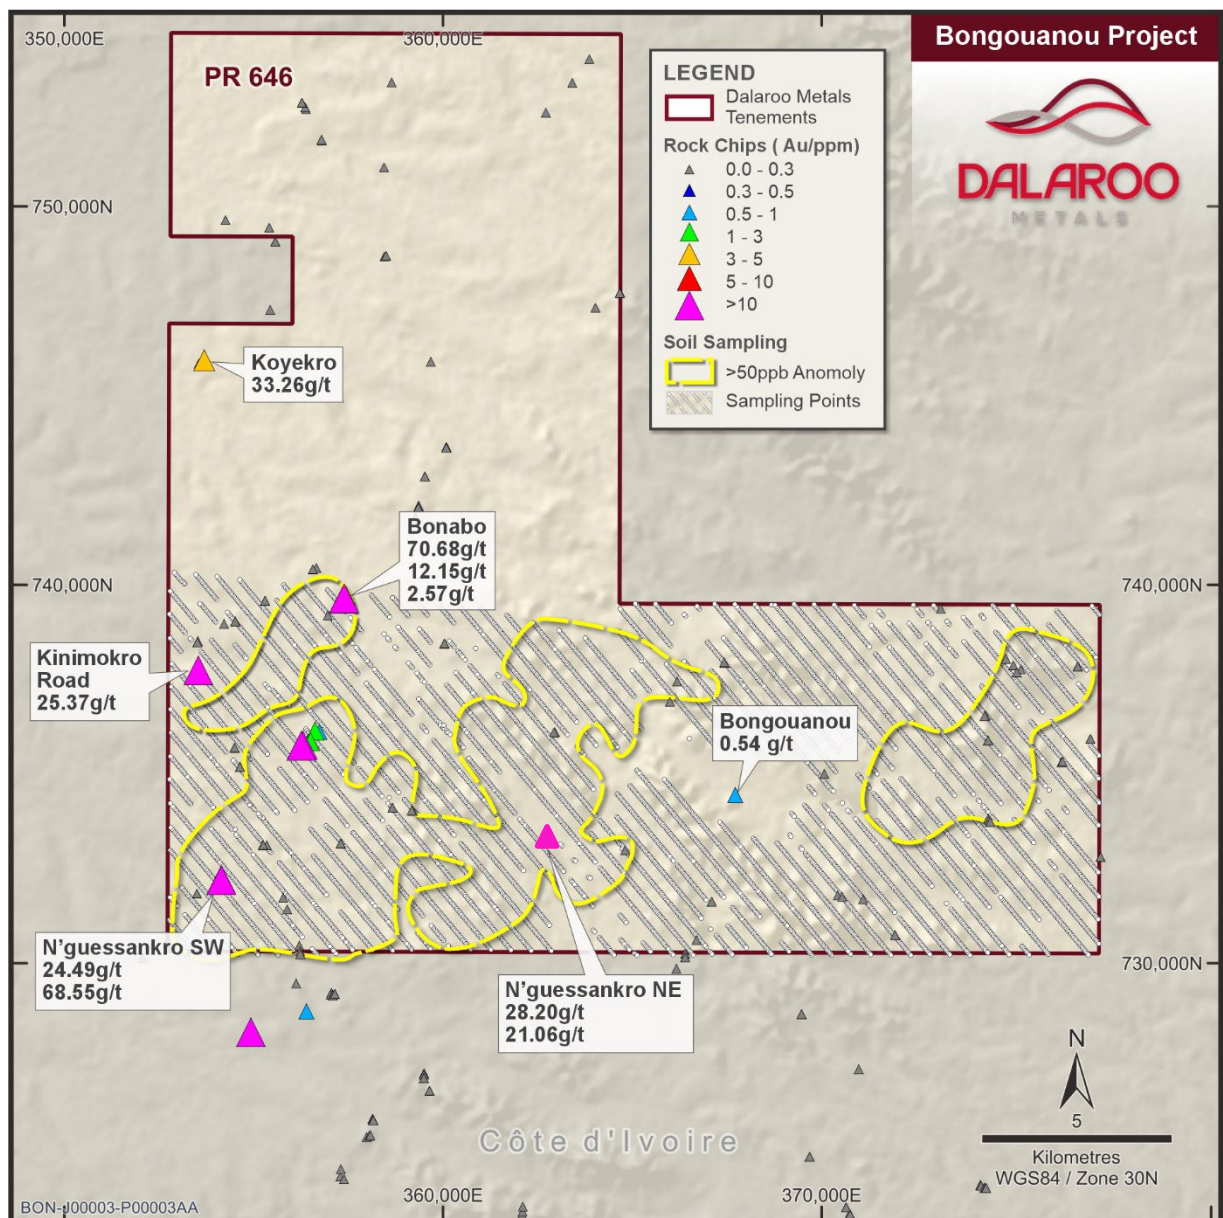 350,000E
360,000E
Bongouanou Project
PR 646
DALAROO
METALS
LEGEND
Dalaroo Metals
Tenements
Rock Chips ( Au/ppm)
0.0 - 0.3
0.3 - 0.5
0.5 - 1
1 - 3
3 - 5
5 - 10
>10
Soil Sampling
>50ppb Anomoly
Sampling Points
750,000N
Koyekro
33.26g/t
Bonabo
70.68g/t
12.15g/t
2.57g/t
740,000N
740,000N
Kinimokro
Road
25.37g/t
Bongouanou
0.54 g/t
N'guessankro SW
24.49g/t
68.55g/t
730,000N
N'guessankro NE
28.20g/t
21.06g/t
N
5
Kilometres
WGS84 / Zone 30N
Côte d'Ivoire
360,000E
370,000E
BON-J00003-P00003AA